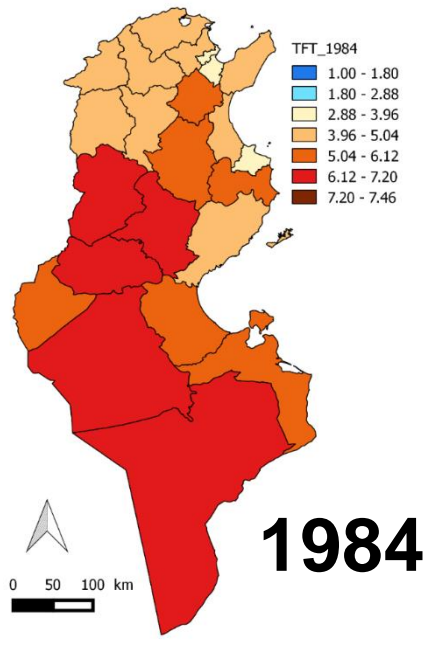 TFT_1984
1.00 - 1.80
1.80 - 2.88
2.88 - 3.96
3.96 - 5.04
5.04 - 6.12
6.12 - 7.20
7.20 - 7.46
1984
0 50 100 km